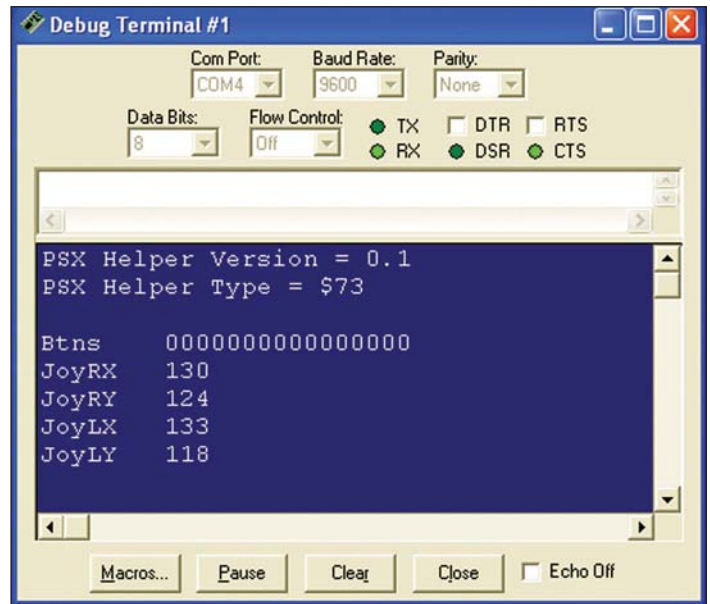 Debug Terminal #1
Com Port: Baud Rate: Parity:
COM4 9600 None
Data Bits: Flow Control: TX DTR RTS
8 Off RX DSR CTS
PSX Helper Version = 0.1
PSX Helper Type = $73
Btns 0000000000000000
JoyRX 130
JoyRY 124
JoyLX 133
JoyLY 118
Macros... Pause Clear Close Echo Off